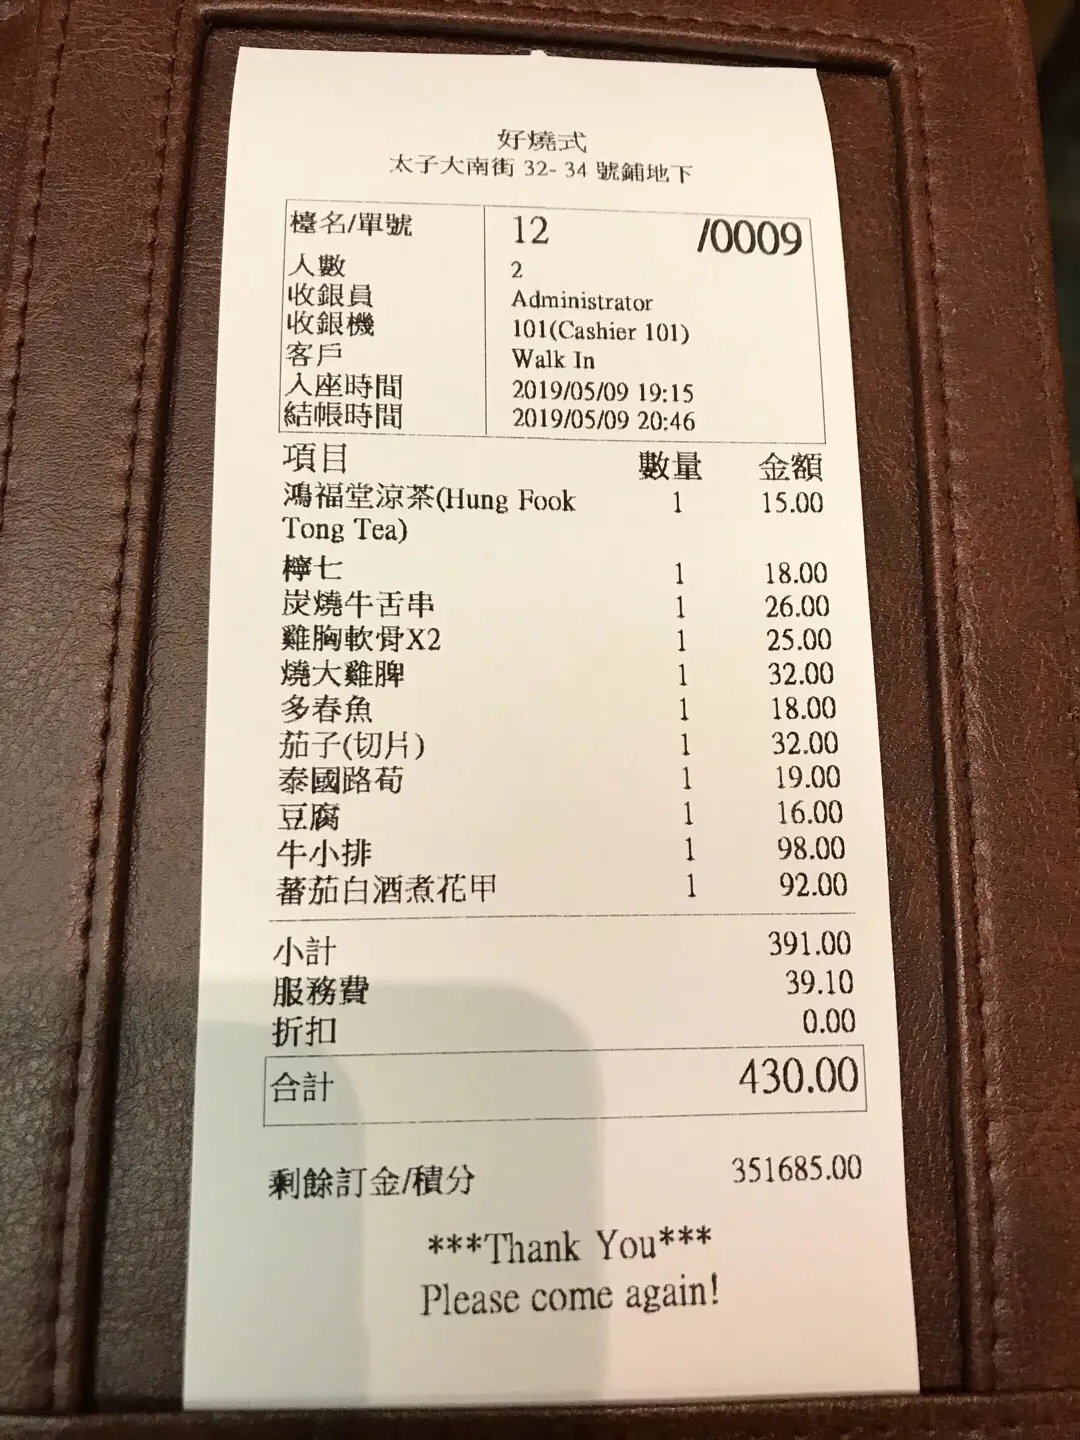 好燒式
太子大南街 32- 34 號鋪地下
檯名/單號 12 /0009
人數 2
收銀員 Administrator
收銀機 101(Cashier 101)
客戶 Walk In
入座時間 2019/05/09 19:15
結帳時間 2019/05/09 20:46
項目 數量 金額
鴻福堂涼茶(Hung Fook 1 15.00
Tong Tea)
檸七 1 18.00
炭燒牛舌串 1 26.00
雞胸軟骨X2 1 25.00
燒大雞脾 1 32.00
多春魚 1 18.00
茄子(切片) 1 32.00
泰國路荀 1 19.00
豆腐 1 16.00
牛小排 1 98.00
蕃茄白酒煮花甲 1 92.00
小計 391.00
服務費 39.10
折扣 0.00
合計 430.00
剩餘訂金/積分 351685.00
***Thank You***
Please come again!